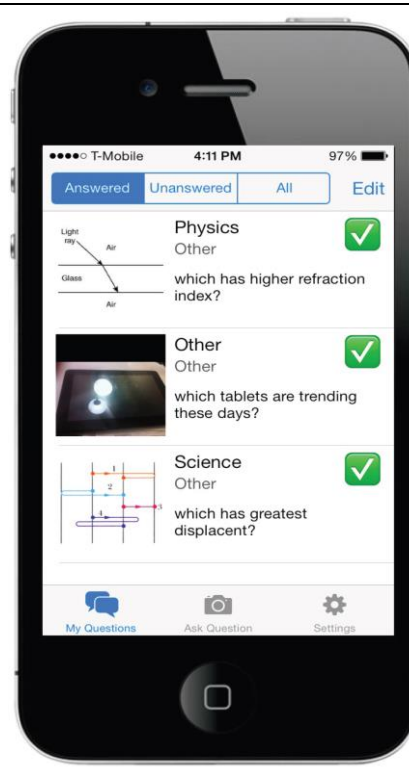 T-Mobile 4:11 PM 97%
Answered Unanswered All Edit
Physics
Other
which has higher refraction
index?
Light
ray
Air
Glass
Air
Other
Other
which tablets are trending
these days?
Science
Other
which has greatest
displacent?
1
2
3
4
My Questions Ask Question Settings